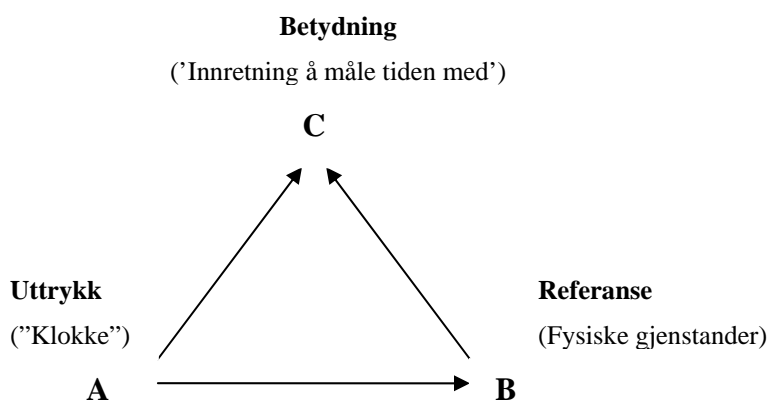 Betydning
(’Innretning å måle tiden med’)
C
Uttrykk
(”Klokke”)
A
Referanse
(Fysiske gjenstander)
B